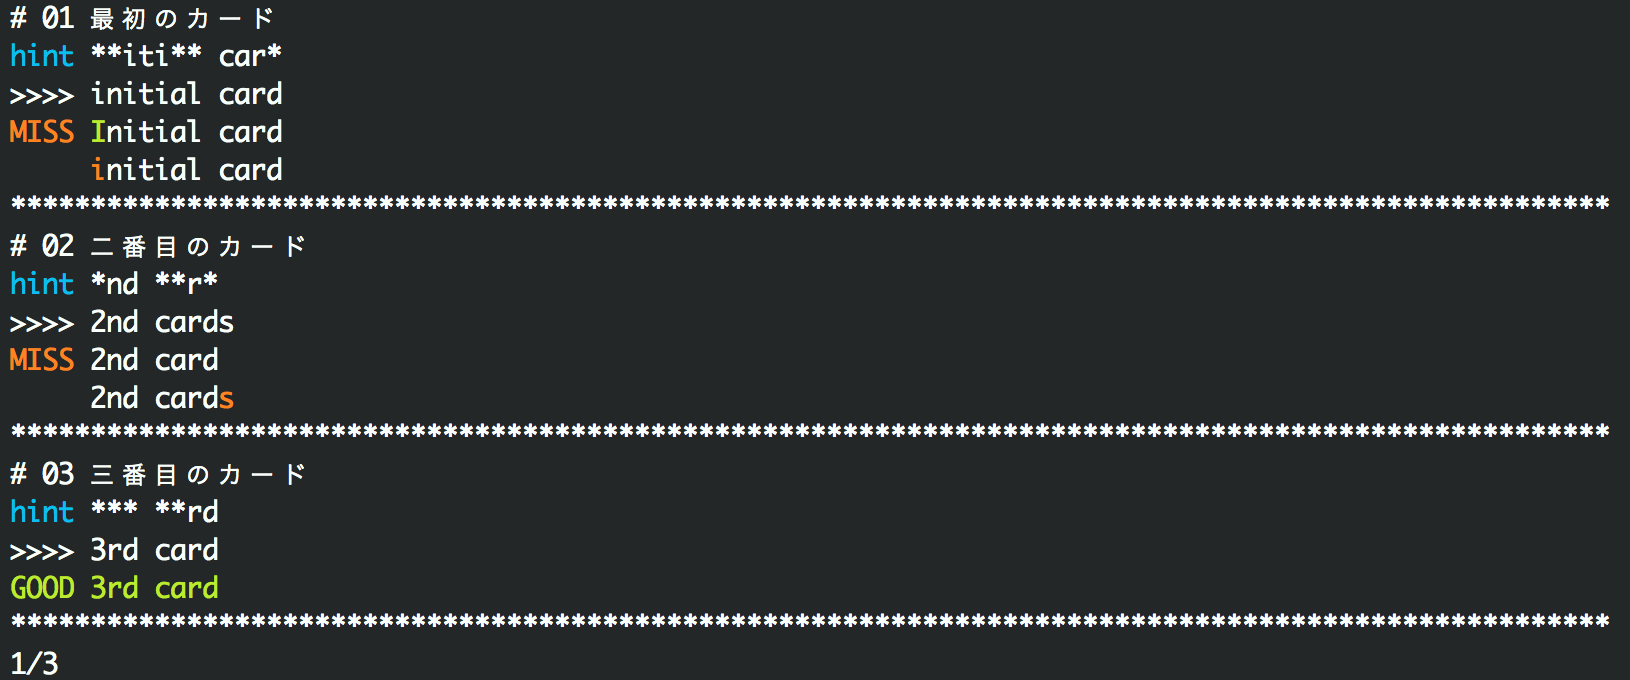 # 01 最初のカード
hint **iti** car*
>>>> initial card
MISS Initial card
     initial card
****************************************************************************************************
# 02 二番目のカード
hint *nd **r*
>>>> 2nd cards
MISS 2nd card
     2nd cards
****************************************************************************************************
# 03 三番目のカード
hint *** **rd
>>>> 3rd card
GOOD 3rd card
****************************************************************************************************
1/3